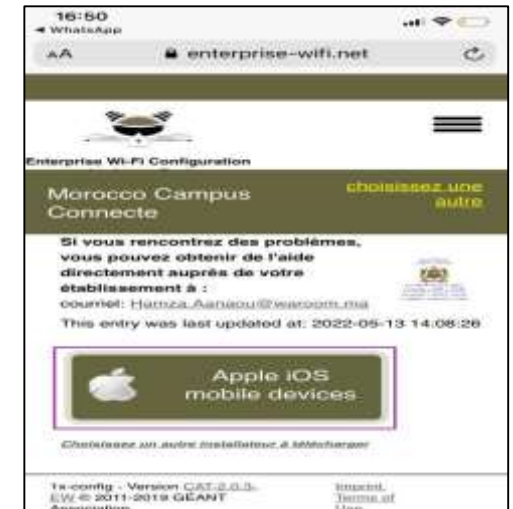 16:50
◀ WhatsApp
AA enterprise-wifi.net
Enterprise Wi-Fi Configuration
Morocco Campus
Connecte
choisissez une
autre
Si vous rencontrez des problèmes,
vous pouvez obtenir de l'aide
directement auprès de votre
établissement à :
courriel: Hamza.Aanaou@waroom.ma
This entry was last updated at: 2022-05-13 14:08:26
Apple iOS
mobile devices
Choisissez un autre installateur à télécharger
1x-config - Version CAT-2.0.3-
EW © 2011-2019 GÉANT
Association
Imprint,
Terms of
Use